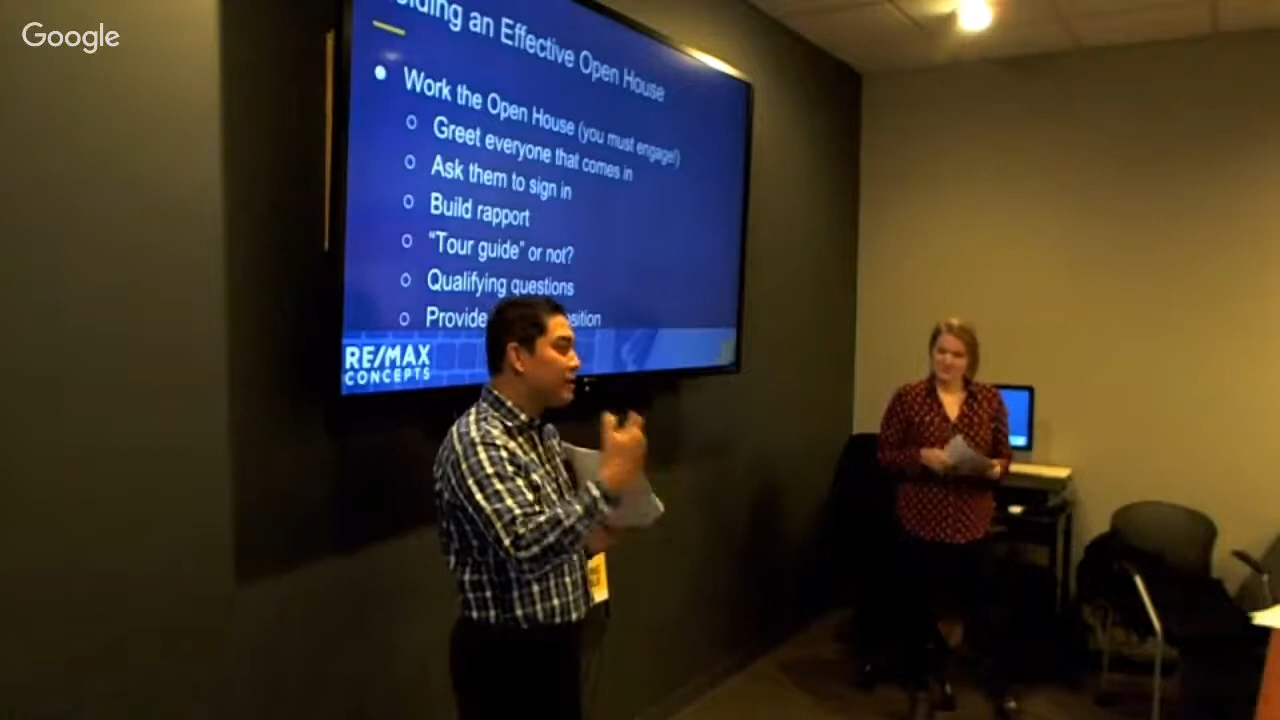 Google
an Effective Open House
Work the Open House (you must engage!)
Greet everyone that comes in
Ask them to sign in
Build rapport
"Tour guide" or not?
Qualifying questions
Provide
RE/MAX
CONCEPTS